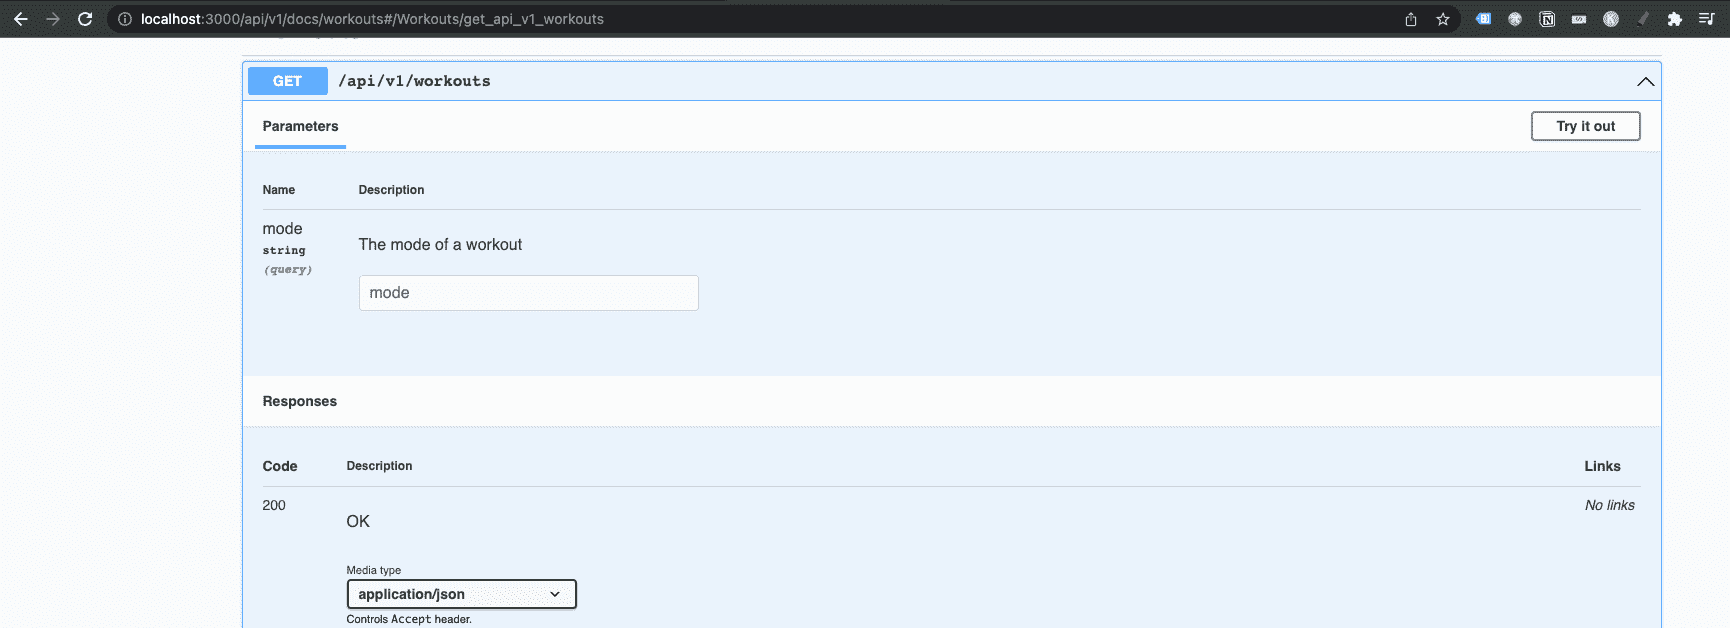 localhost:3000/api/v1/docs/workouts#/Workouts/get_api_v1_workouts
GET /api/v1/workouts
Parameters
Try it out
Name Description
mode
string
(query)
The mode of a workout
mode
Responses
Code Description Links
200
OK
No links
Media type
application/json
Controls Accept header.